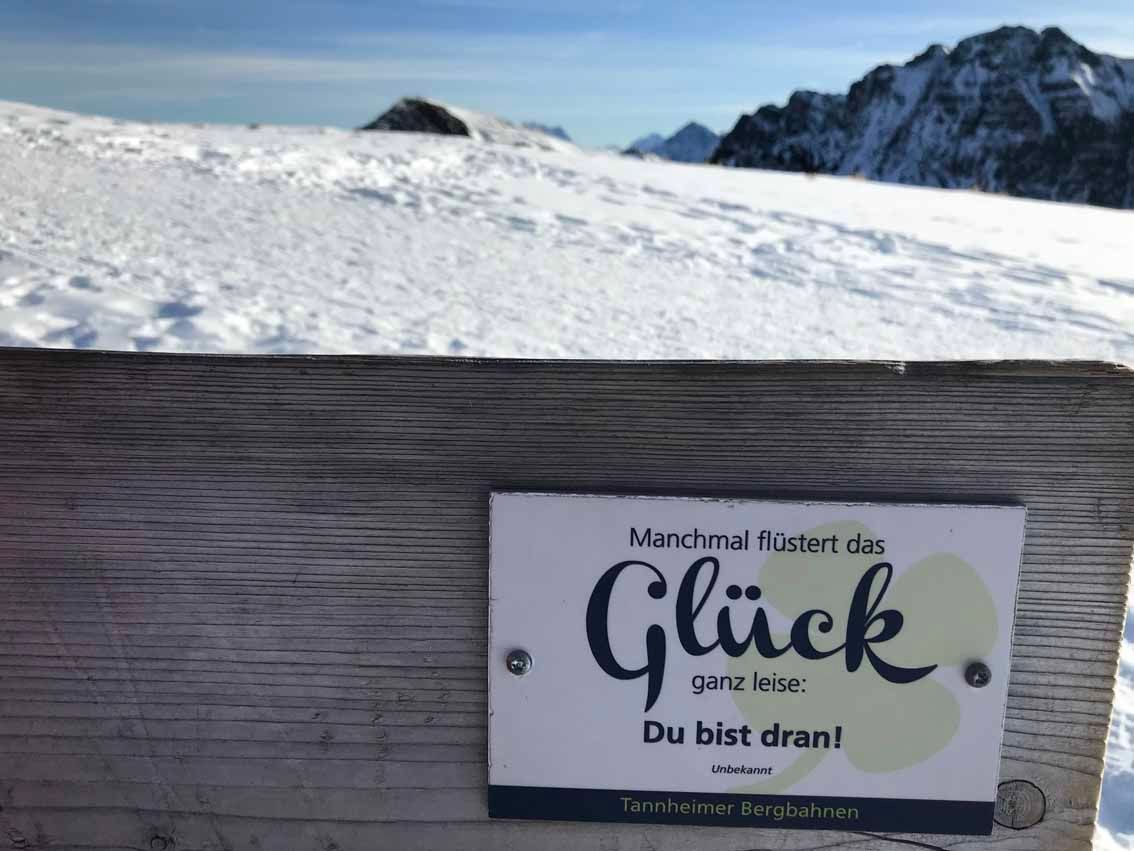 Manchmal flüstert das
Glück
ganz leise:
Du bist dran!
Unbekannt
Tannheimer Bergbahnen